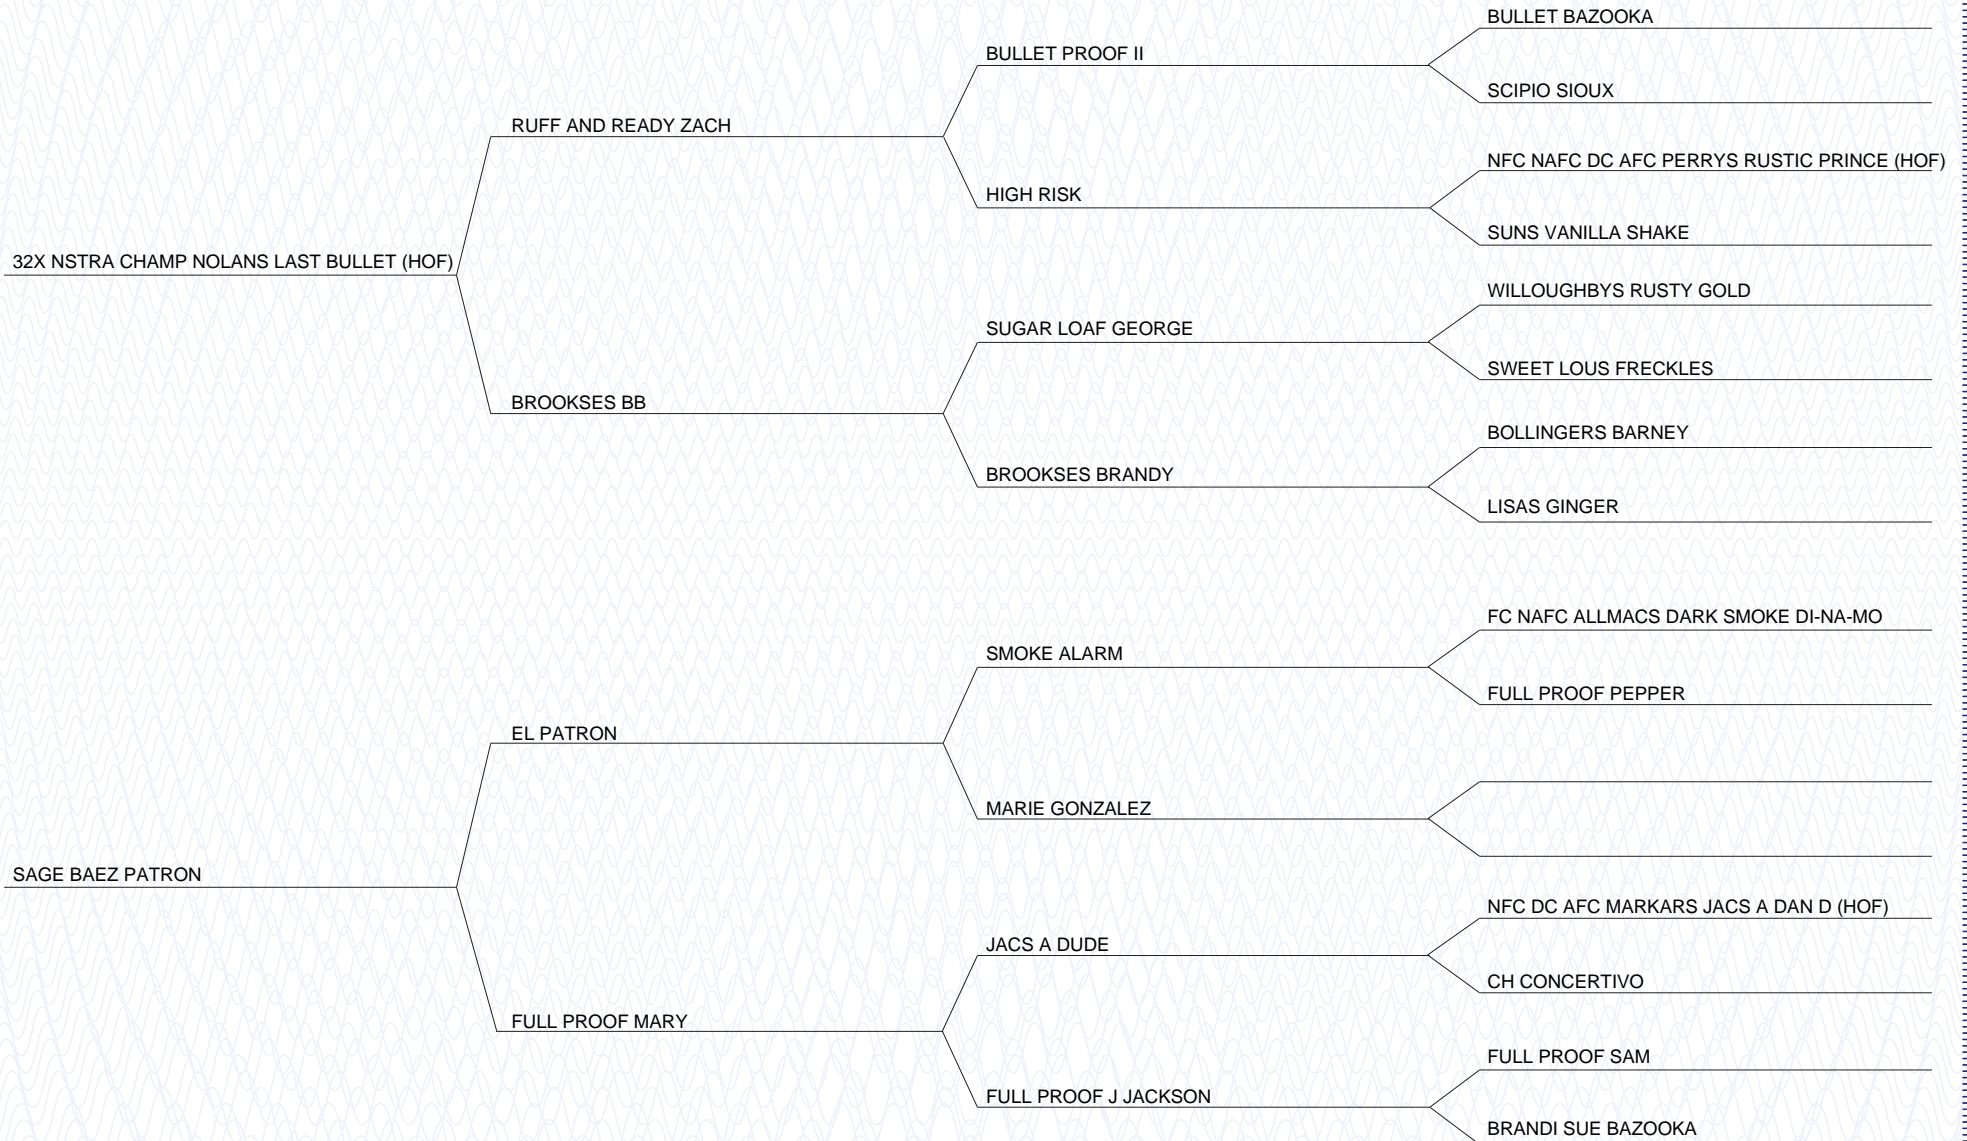 BULLET BAZOOKA
BULLET PROOF II
SCIPIO SIOUX
RUFF AND READY ZACH
NFC NAFC DC AFC PERRYS RUSTIC PRINCE (HOF)
HIGH RISK
SUNS VANILLA SHAKE
32X NSTRA CHAMP NOLANS LAST BULLET (HOF)
WILLOUGHBYS RUSTY GOLD
SUGAR LOAF GEORGE
SWEET LOUS FRECKLES
BROOKSES BB
BOLLINGERS BARNEY
BROOKSES BRANDY
LISAS GINGER
FC NAFC ALLMACS DARK SMOKE DI-NA-MO
SMOKE ALARM
FULL PROOF PEPPER
EL PATRON
MARIE GONZALEZ
SAGE BAEZ PATRON
NFC DC AFC MARKARS JACS A DAN D (HOF)
JACS A DUDE
CH CONCERTIVO
FULL PROOF MARY
FULL PROOF SAM
FULL PROOF J JACKSON
BRANDI SUE BAZOOKA